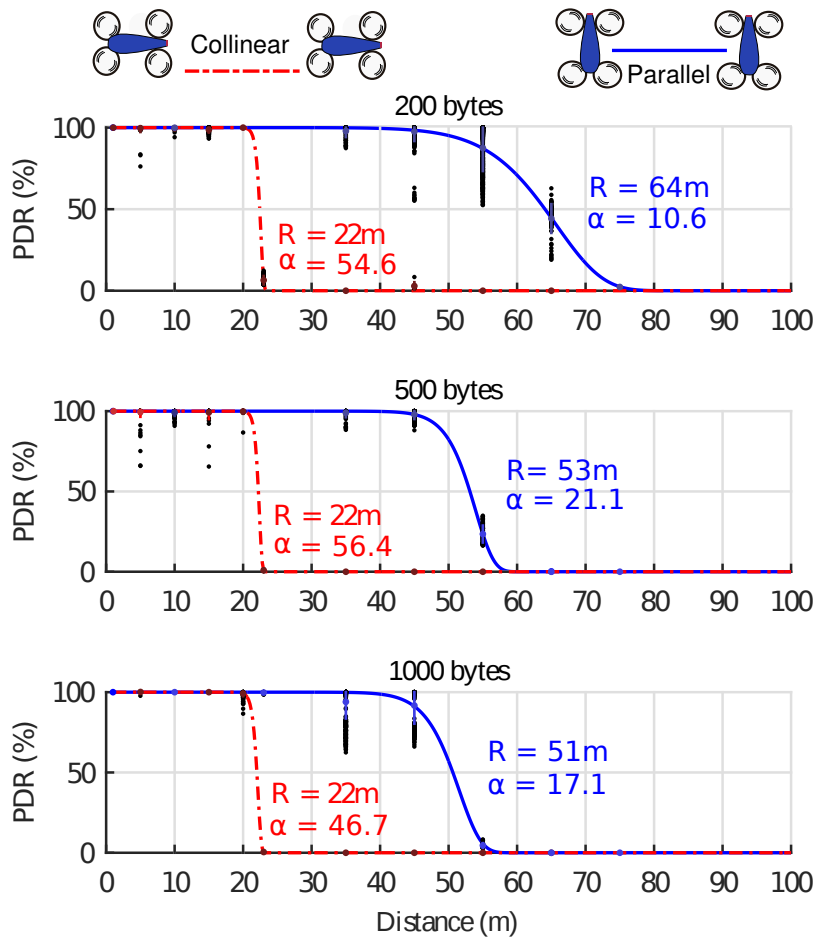 Collinear
Parallel
200 bytes
PDR (%)
100
50
0
R = 64m
α = 10.6
R = 22m
α = 54.6
0 10 20 30 40 50 60 70 80 90 100
500 bytes
PDR (%)
100
50
0
R= 53m
α = 21.1
R = 22m
α = 56.4
0 10 20 30 40 50 60 70 80 90 100
1000 bytes
PDR (%)
100
50
0
R = 51m
α = 17.1
R = 22m
α = 46.7
0 10 20 30 40 50 60 70 80 90 100
Distance (m)